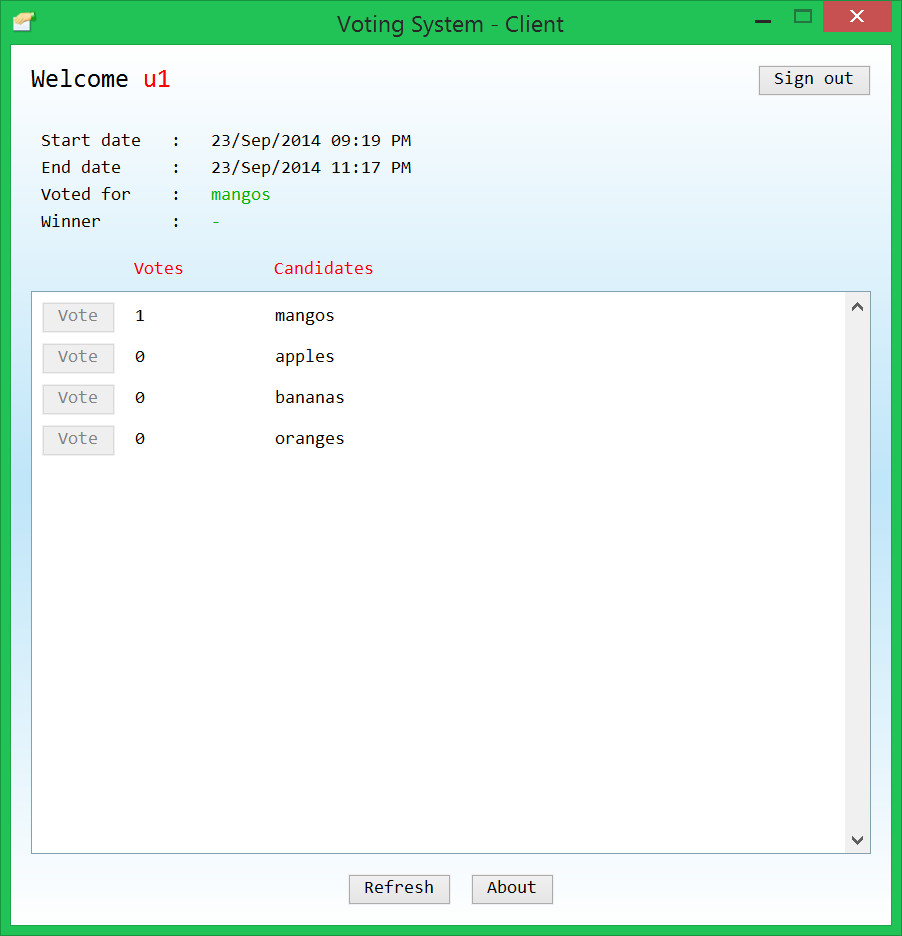 Voting System - Client
Welcome u1
Sign out
Start date : 23/Sep/2014 09:19 PM
End date : 23/Sep/2014 11:17 PM
Voted for : mangos
Winner : -
Votes Candidates
Vote 1 mangos
Vote 0 apples
Vote 0 bananas
Vote 0 oranges
Refresh About